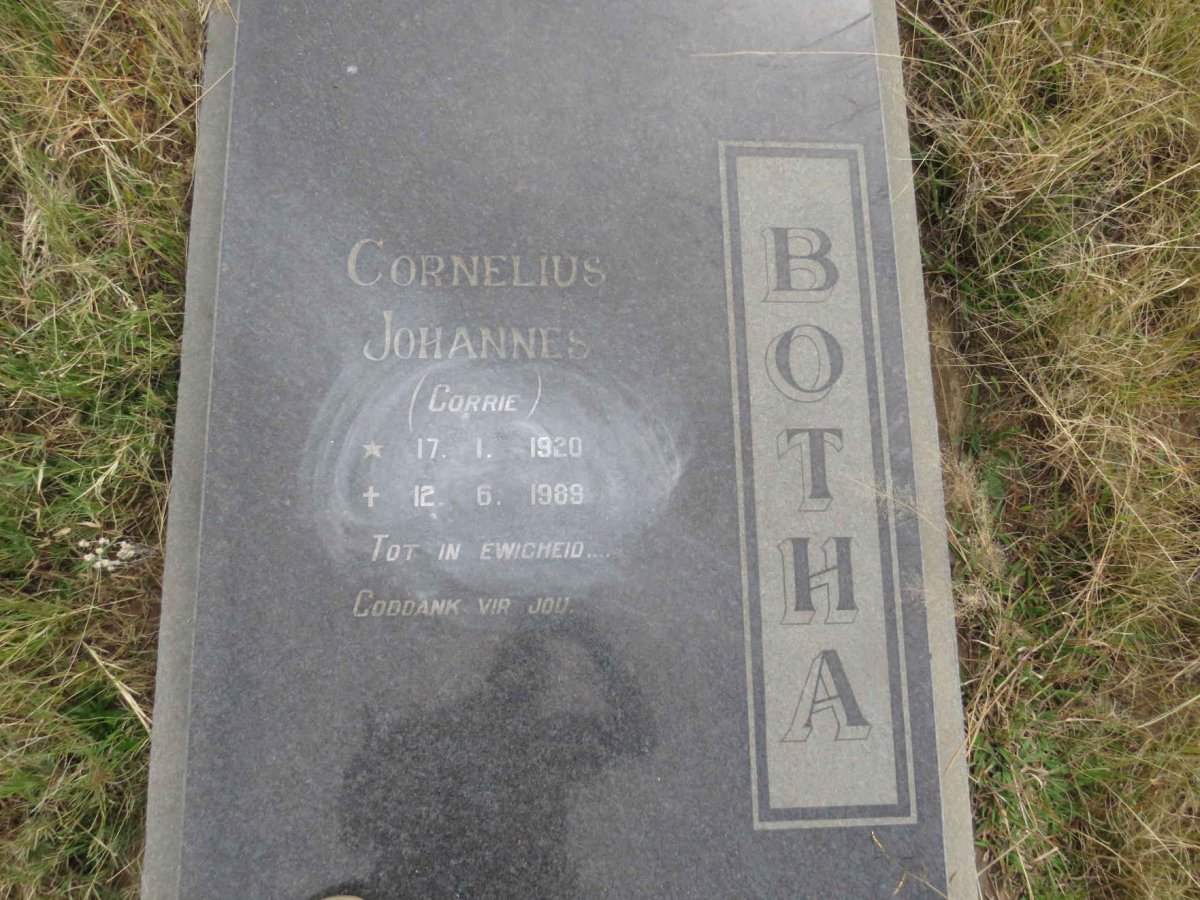 CORNELIUS
JOHANNES
(CORRIE)
★ 17. 1. 1920
✝ 12. 6. 1989
TOT IN EWIGHEID....
GODDANK VIR JOU.
BOTHA